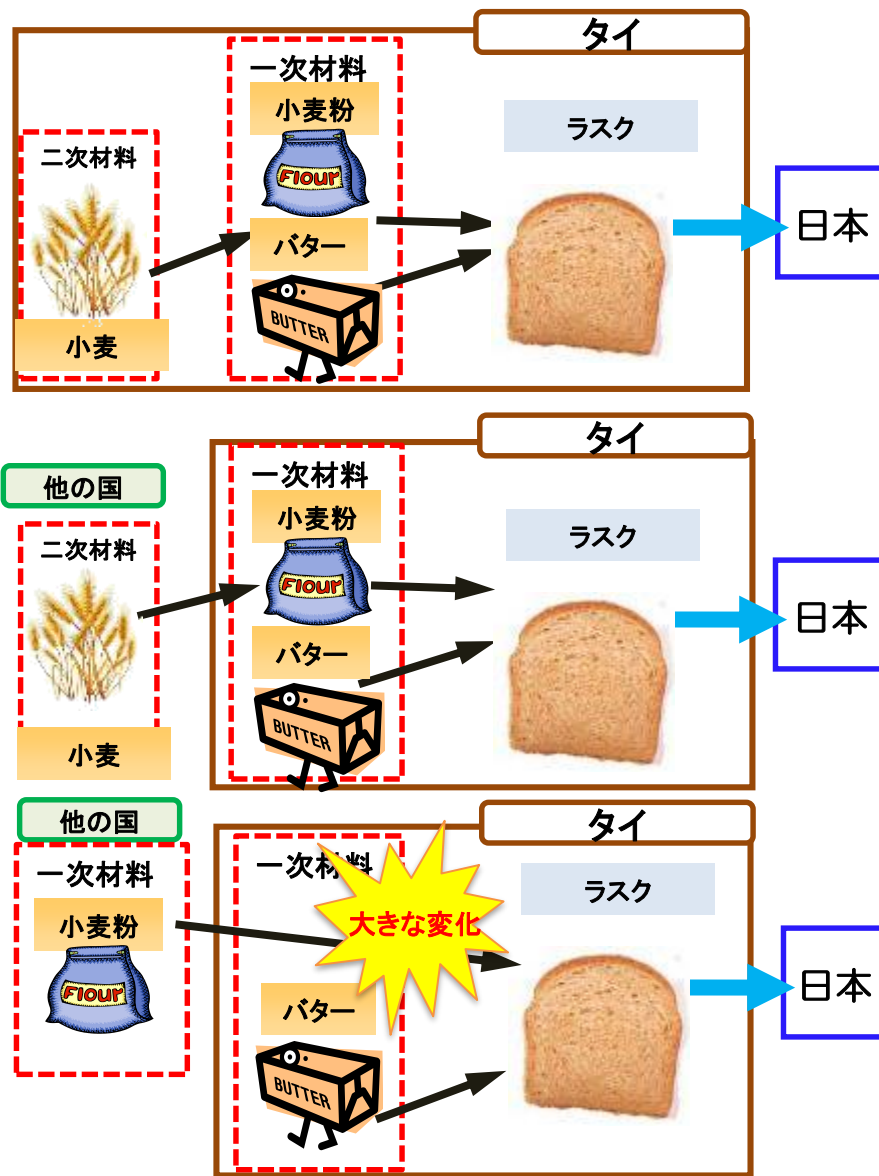 タイ
一次材料
小麦粉
ラスク
二次材料
Flour
日本
バター
BUTTER
小麦
タイ
一次材料
他の国
小麦粉
ラスク
二次材料
Flour
日本
バター
BUTTER
小麦
他の国
タイ
一次材料
一次材料
ラスク
小麦粉
大きな変化
Flour
日本
バター
BUTTER